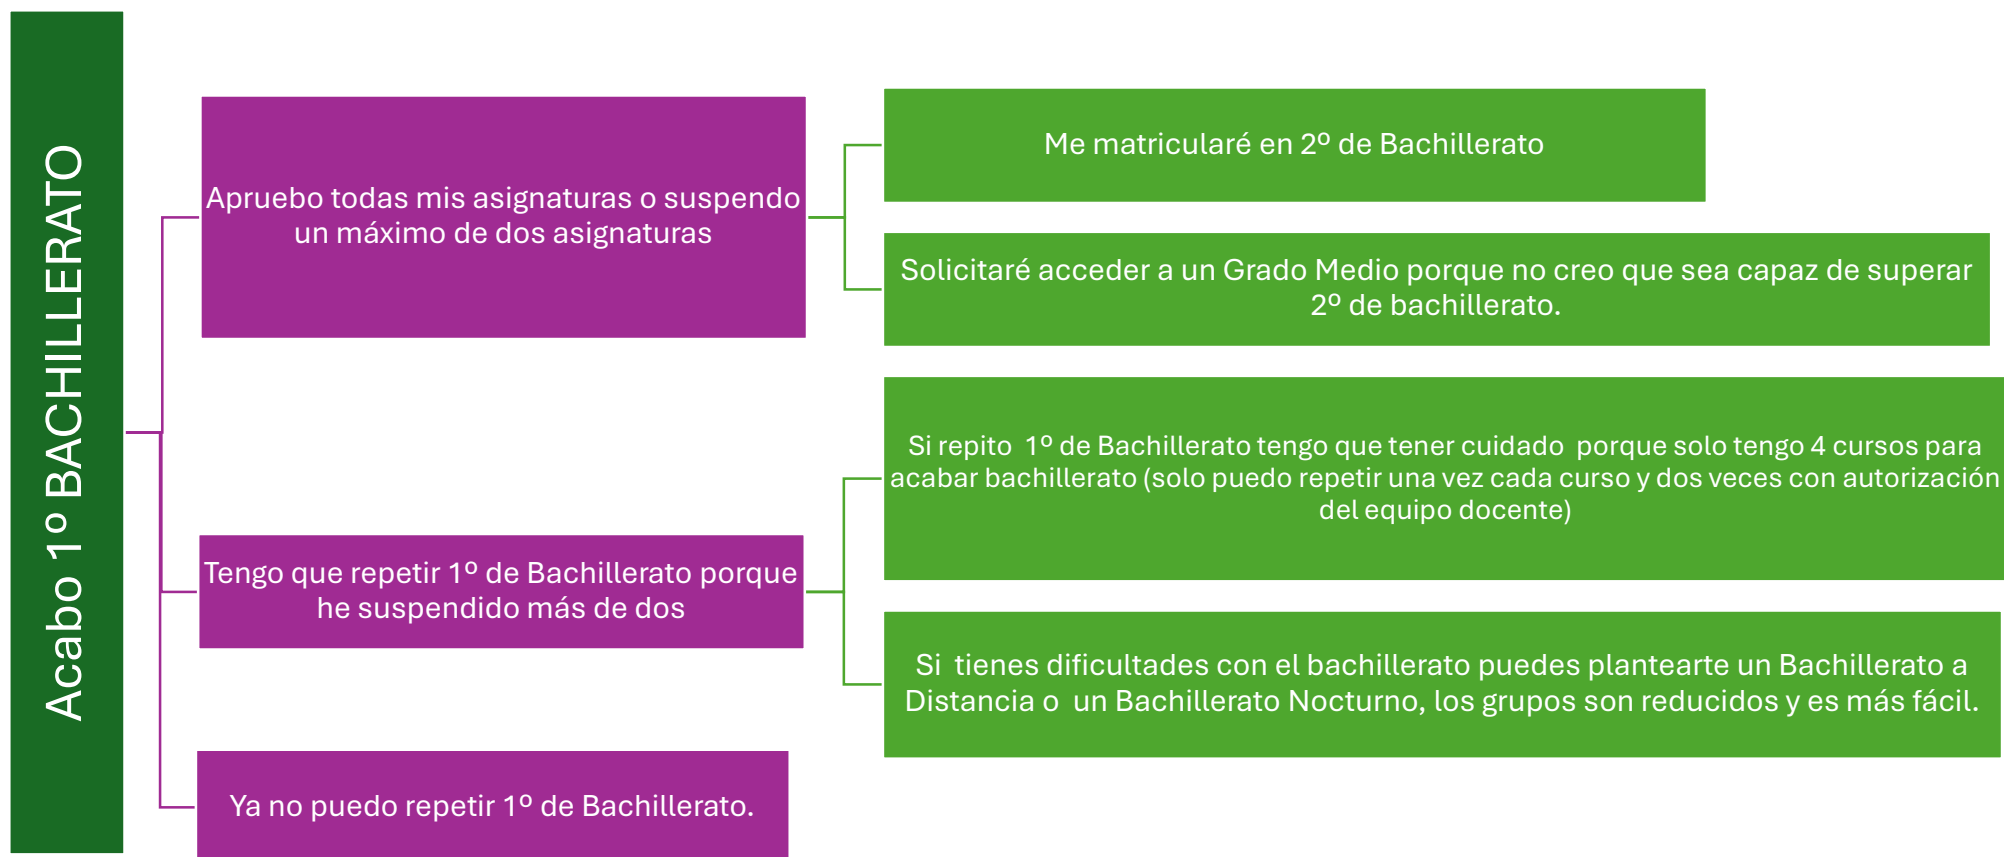 Acabo 1º BACHILLERATO
Apruebo todas mis asignaturas o suspendo
un máximo de dos asignaturas
Me matricularé en 2º de Bachillerato
Solicitaré acceder a un Grado Medio porque no creo que sea capaz de superar
2º de bachillerato.
Tengo que repetir 1º de Bachillerato porque
he suspendido más de dos
Si repito  1º de Bachillerato tengo que tener cuidado  porque solo tengo 4 cursos para
acabar bachillerato (solo puedo repetir una vez cada curso y dos veces con autorización
del equipo docente)
Si  tienes dificultades con el bachillerato puedes plantearte un Bachillerato a
Distancia o  un Bachillerato Nocturno, los grupos son reducidos y es más fácil.
Ya no puedo repetir 1º de Bachillerato.